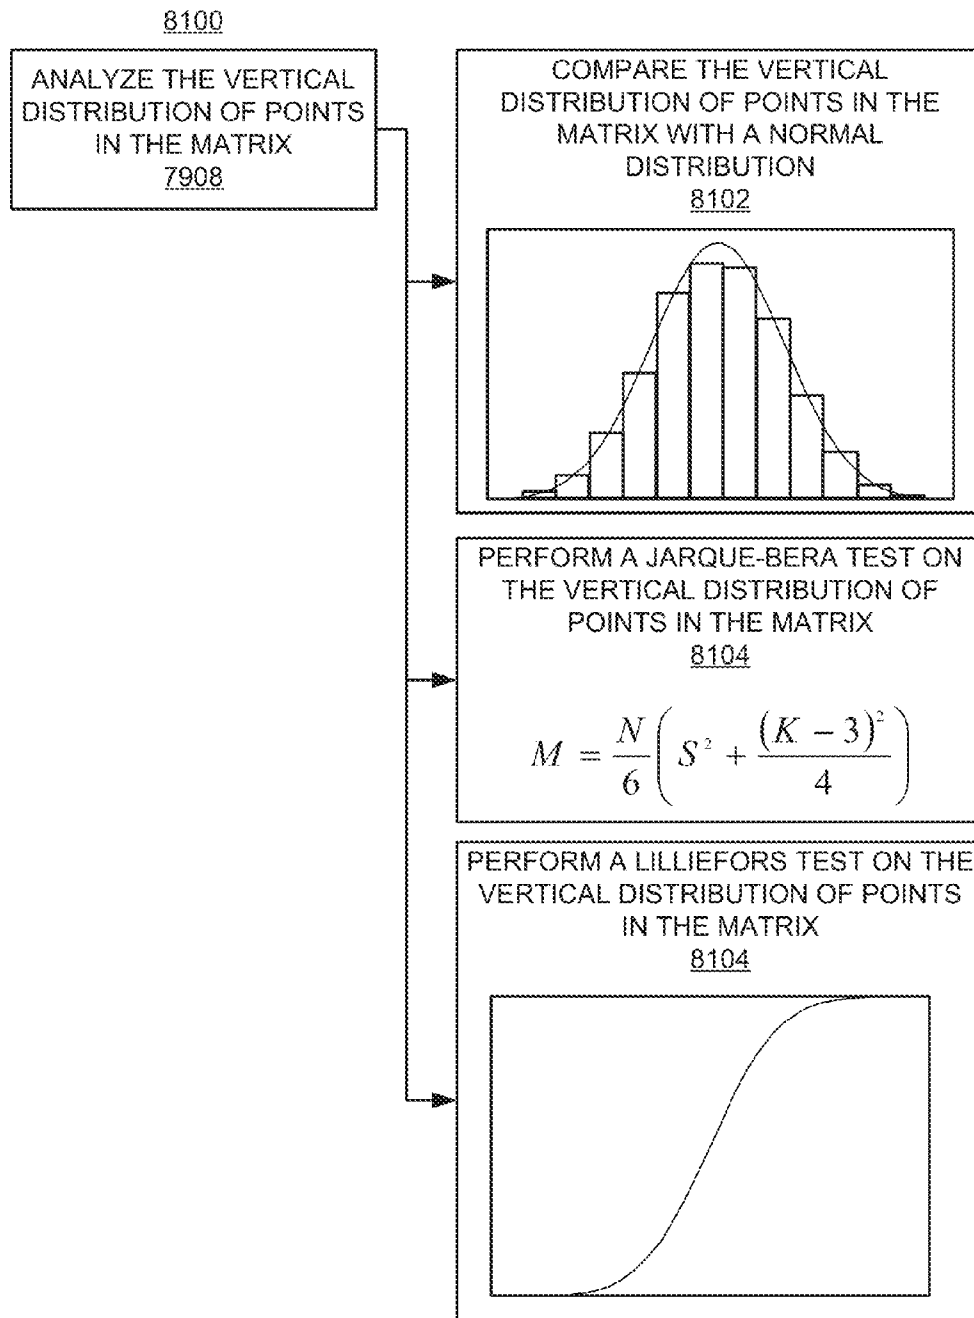 8100
ANALYZE THE VERTICAL
DISTRIBUTION OF POINTS
IN THE MATRIX
7908
COMPARE THE VERTICAL
DISTRIBUTION OF POINTS IN THE
MATRIX WITH A NORMAL
DISTRIBUTION
8102
PERFORM A JARQUE-BERA TEST ON
THE VERTICAL DISTRIBUTION OF
POINTS IN THE MATRIX
8104
M = N/6 ( S² + (K − 3)²/4 )
PERFORM A LILLIEFORS TEST ON THE
VERTICAL DISTRIBUTION OF POINTS
IN THE MATRIX
8104